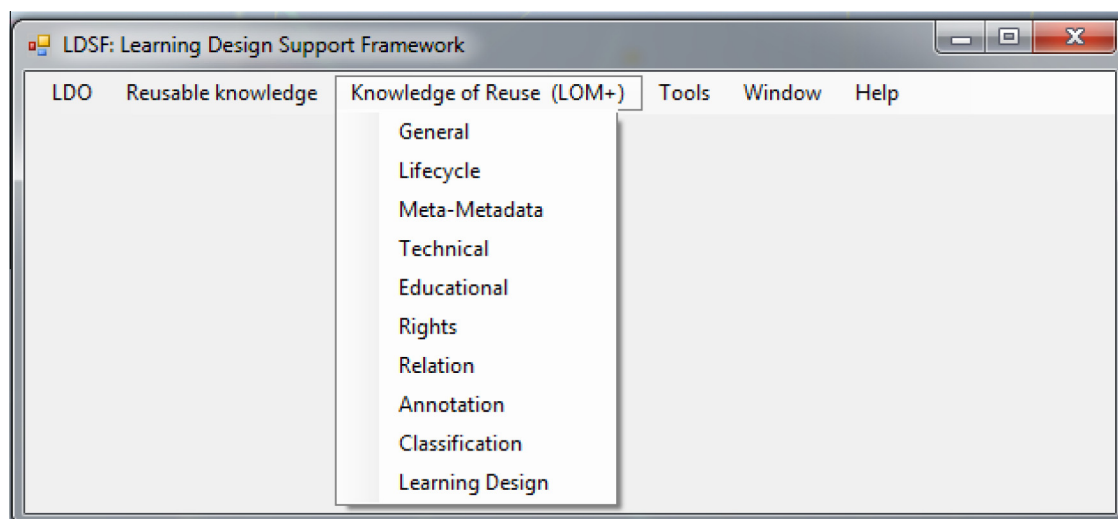 LDSF: Learning Design Support Framework
LDO Reusable knowledge Knowledge of Reuse (LOM+) Tools Window Help
General
Lifecycle
Meta-Metadata
Technical
Educational
Rights
Relation
Annotation
Classification
Learning Design